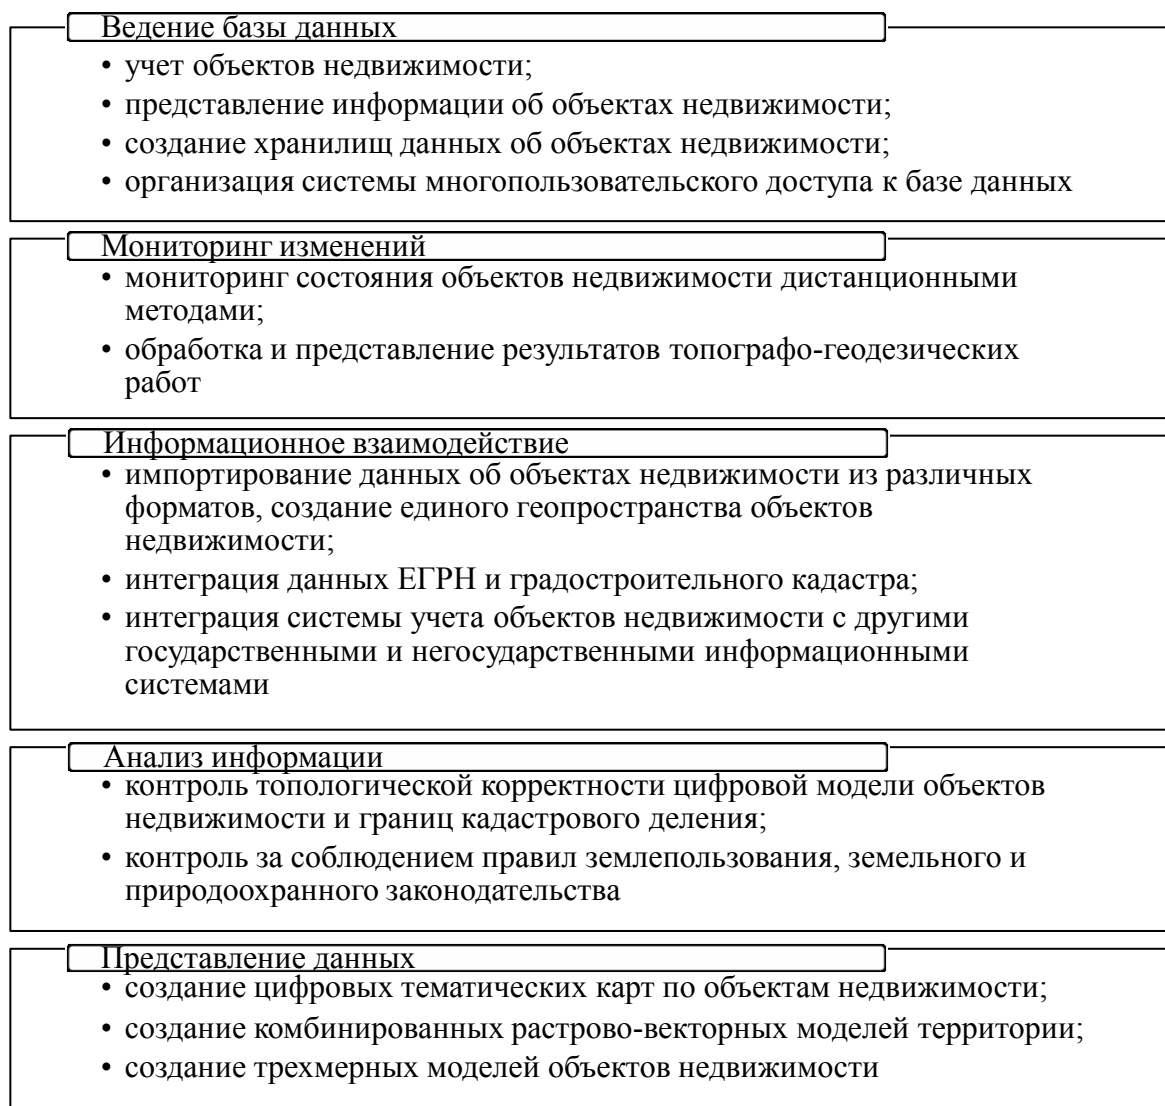 Ведение базы данных
• учет объектов недвижимости;
• представление информации об объектах недвижимости;
• создание хранилищ данных об объектах недвижимости;
• организация системы многопользовательского доступа к базе данных
Мониторинг изменений
• мониторинг состояния объектов недвижимости дистанционными
методами;
• обработка и представление результатов топографо-геодезических
работ
Информационное взаимодействие
• импортирование данных об объектах недвижимости из различных
форматов, создание единого геопространства объектов
недвижимости;
• интеграция данных ЕГРН и градостроительного кадастра;
• интеграция системы учета объектов недвижимости с другими
государственными и негосударственными информационными
системами
Анализ информации
• контроль топологической корректности цифровой модели объектов
недвижимости и границ кадастрового деления;
• контроль за соблюдением правил землепользования, земельного и
природоохранного законодательства
Представление данных
• создание цифровых тематических карт по объектам недвижимости;
• создание комбинированных растрово-векторных моделей территории;
• создание трехмерных моделей объектов недвижимости